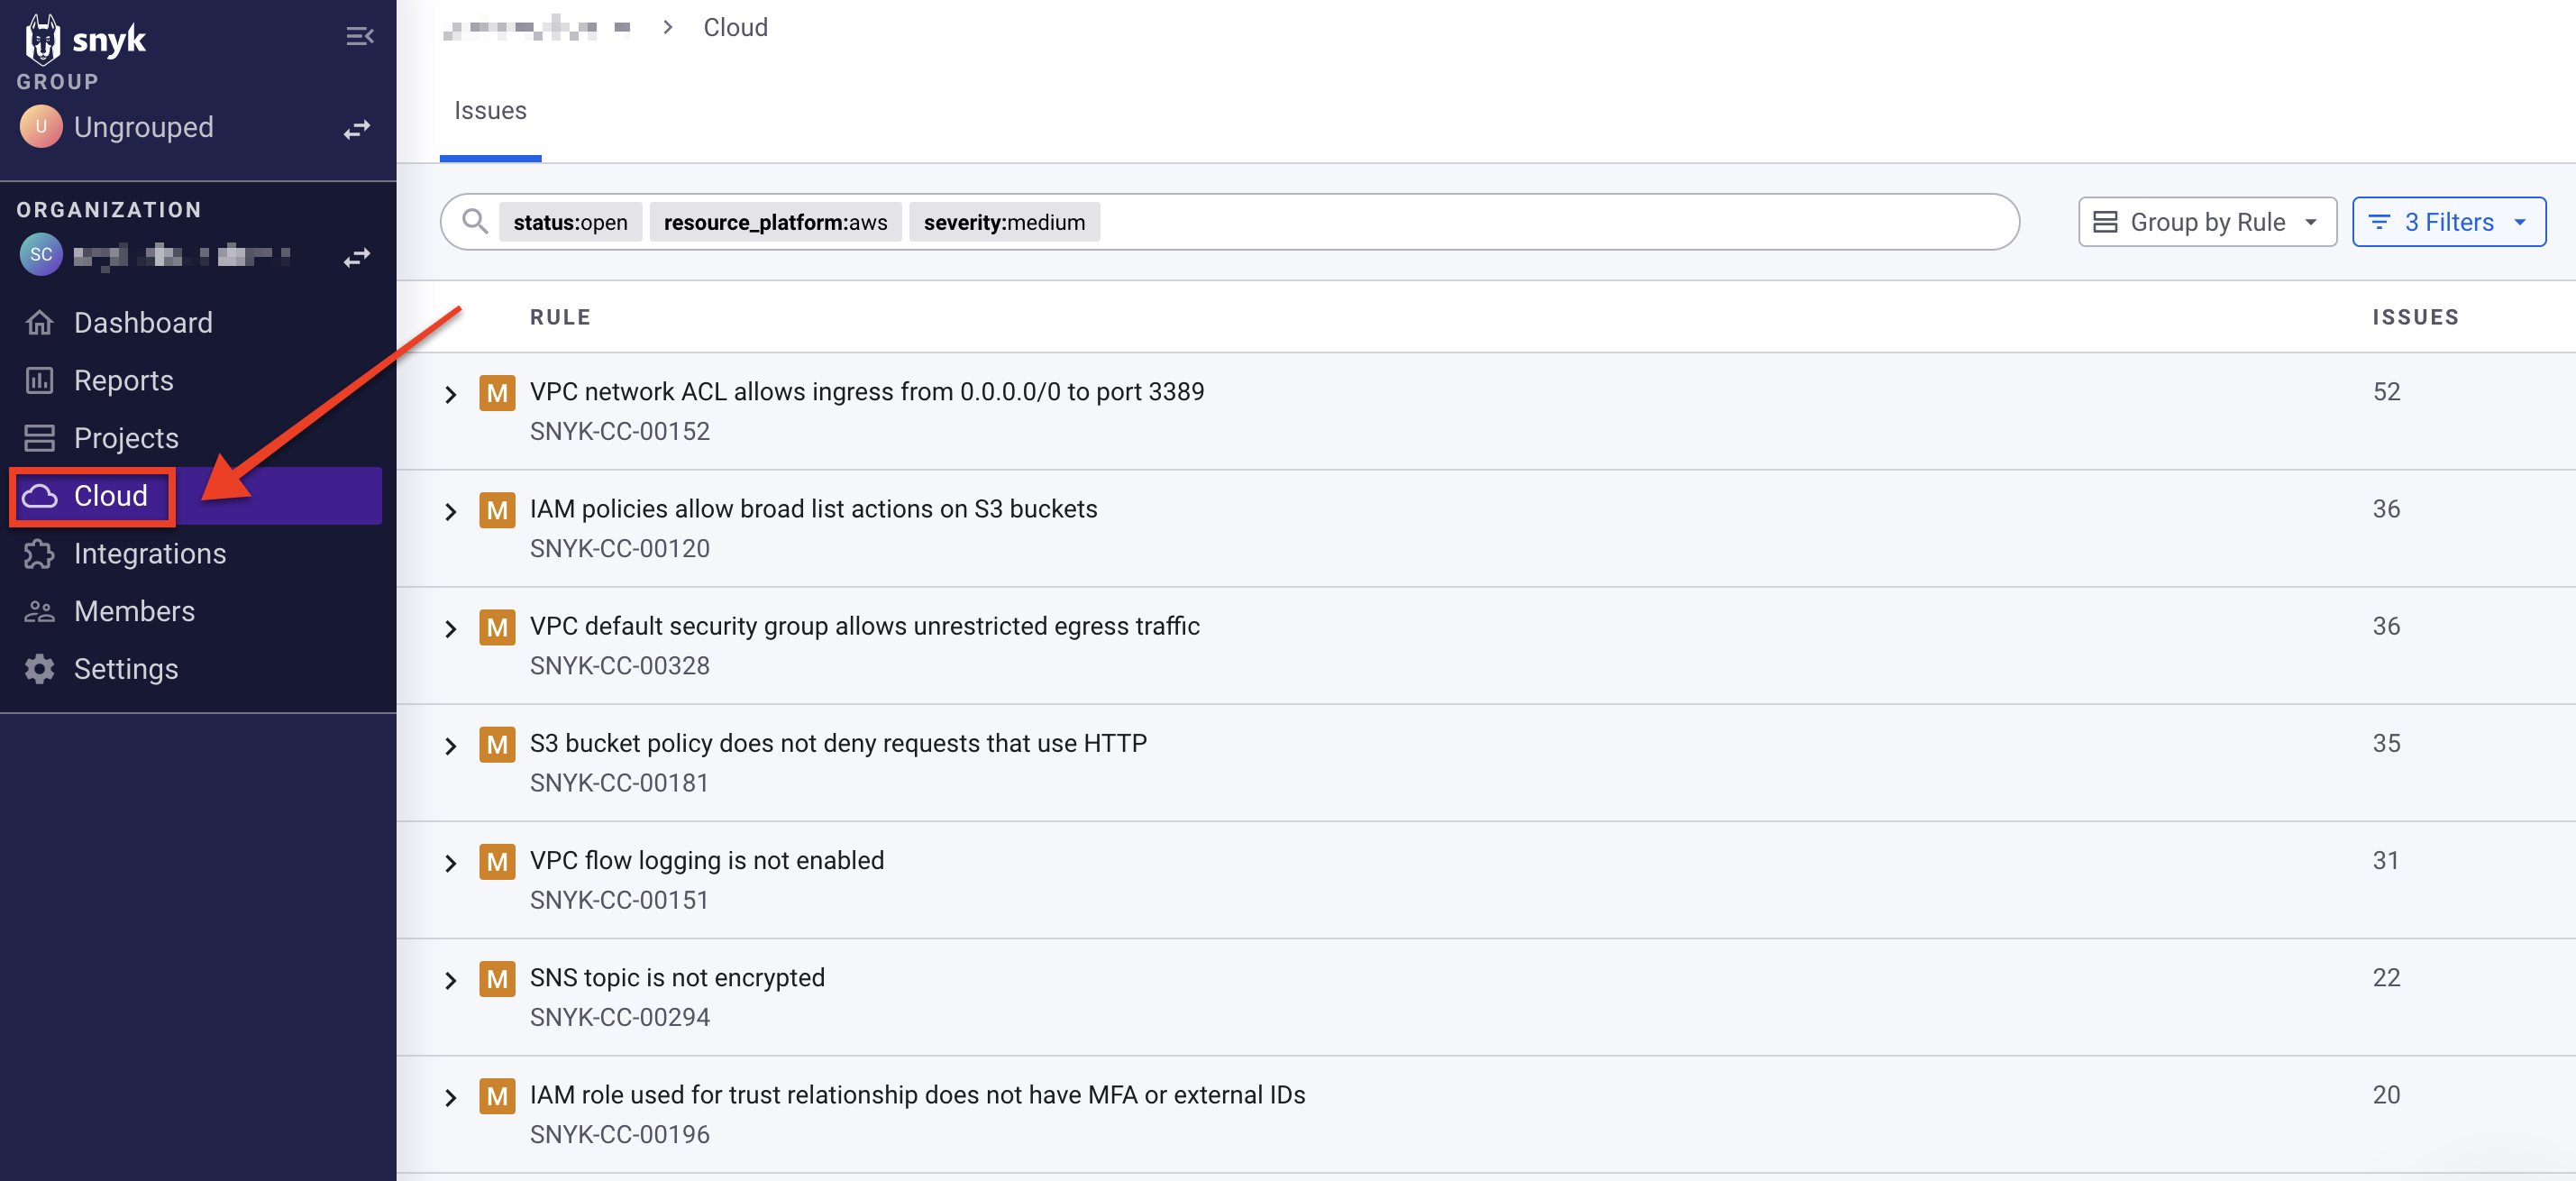 snyk
GROUP
U Ungrouped
ORGANIZATION
SC
Dashboard
Reports
Projects
Cloud
Integrations
Members
Settings
Cloud
Issues
status:open resource_platform:aws severity:medium
Group by Rule
3 Filters
RULE ISSUES
M VPC network ACL allows ingress from 0.0.0.0/0 to port 3389 52
SNYK-CC-00152
M IAM policies allow broad list actions on S3 buckets 36
SNYK-CC-00120
M VPC default security group allows unrestricted egress traffic 36
SNYK-CC-00328
M S3 bucket policy does not deny requests that use HTTP 35
SNYK-CC-00181
M VPC flow logging is not enabled 31
SNYK-CC-00151
M SNS topic is not encrypted 22
SNYK-CC-00294
M IAM role used for trust relationship does not have MFA or external IDs 20
SNYK-CC-00196